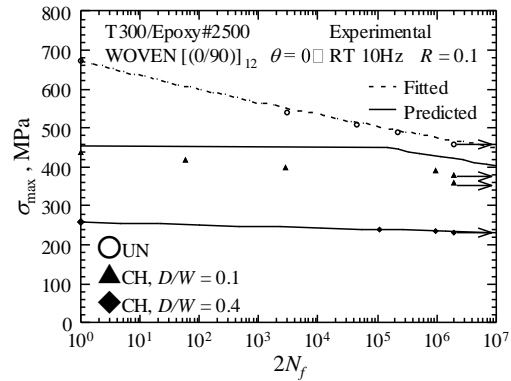 800
700
600
500
400
300
200
100
0
σmax , MPa
T300/Epoxy#2500 Experimental
WOVEN [(0/90)]12 θ = 0□ RT 10Hz R = 0.1
Fitted
Predicted
UN
CH, D/W = 0.1
CH, D/W = 0.4
10^0 10^1 10^2 10^3 10^4 10^5 10^6 10^7
2Nf